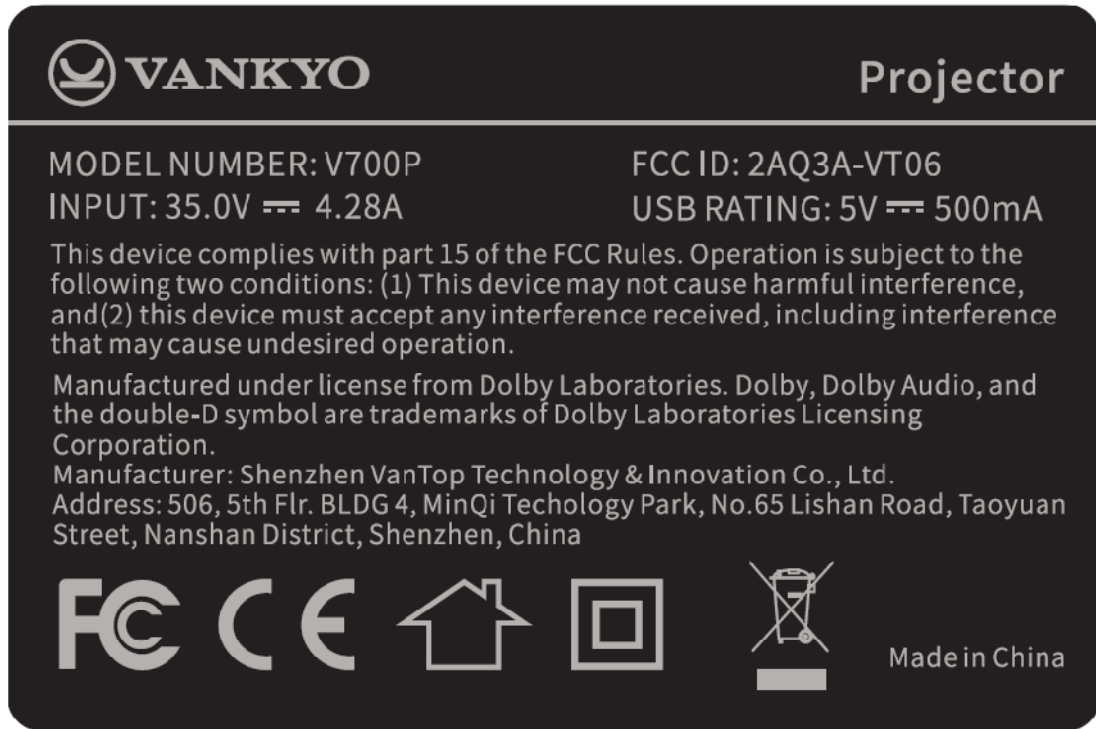 VANKYO
Projector
MODEL NUMBER: V700P
FCC ID: 2AQ3A-VT06
INPUT: 35.0V ⎓ 4.28A
USB RATING: 5V ⎓ 500mA
This device complies with part 15 of the FCC Rules. Operation is subject to the
following two conditions: (1) This device may not cause harmful interference,
and(2) this device must accept any interference received, including interference
that may cause undesired operation.
Manufactured under license from Dolby Laboratories. Dolby, Dolby Audio, and
the double-D symbol are trademarks of Dolby Laboratories Licensing
Corporation.
Manufacturer: Shenzhen VanTop Technology & Innovation Co., Ltd.
Address: 506, 5th Flr. BLDG 4, MinQi Techology Park, No.65 Lishan Road, Taoyuan
Street, Nanshan District, Shenzhen, China
FC CE
Made in China